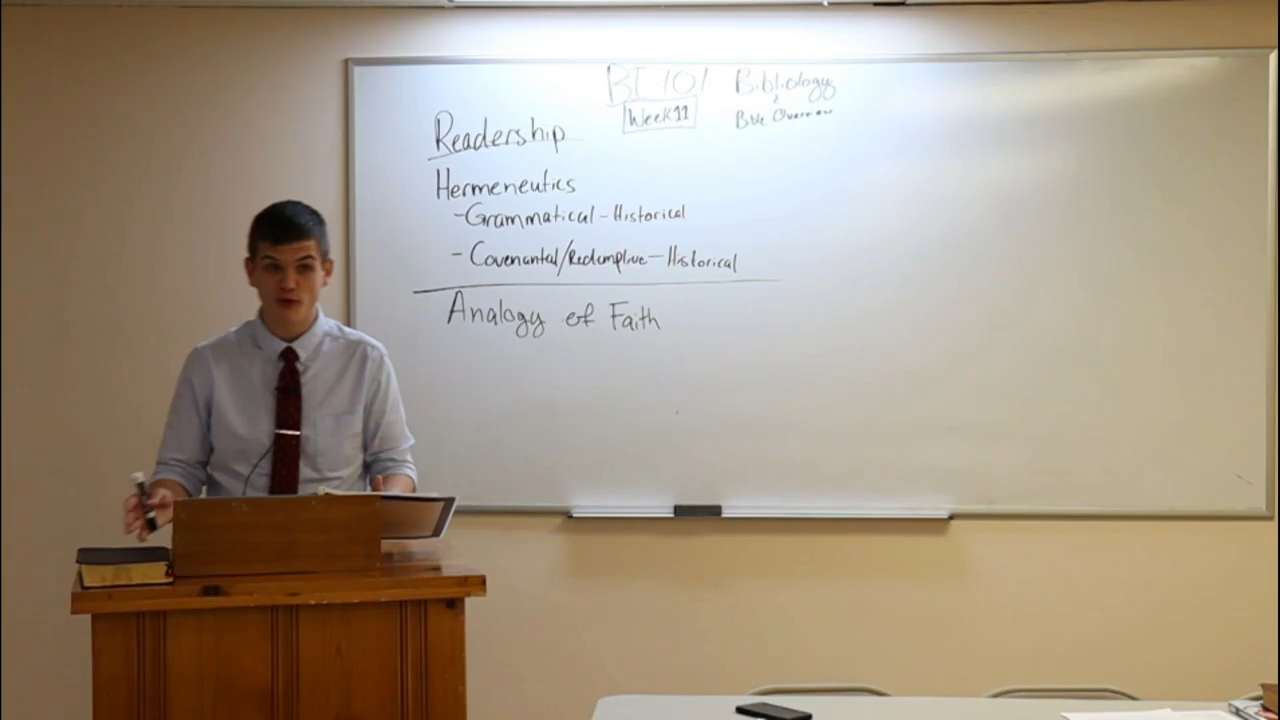 BI-101 Bibliology
Week 11
& Bible Overview
Readership
Hermeneutics
-Grammatical-Historical
-Covenantal/Redemptive-Historical
Analogy of Faith